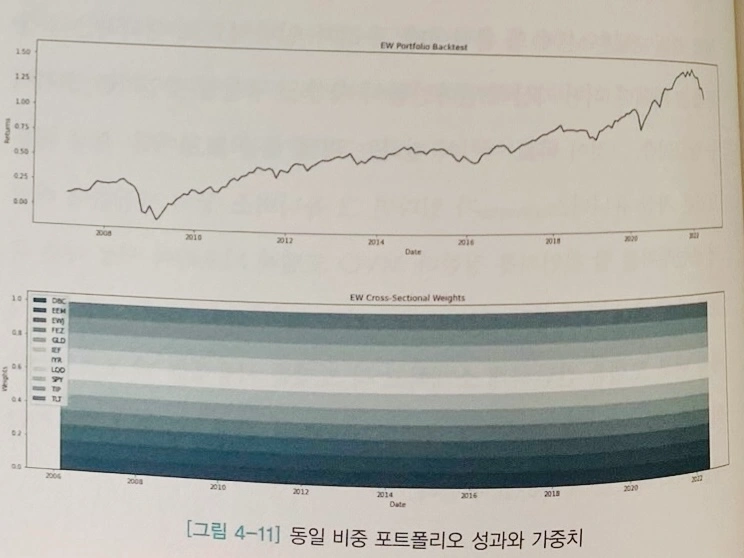 EW Portfolio Backtest
1.50
1.25
1.00
0.75
0.50
0.25
0.00
Returns
2008 2010 2012 2014 2016 2018 2020
Date
EW Cross-Sectional Weights
1.0
0.8
0.6
0.4
0.2
0.0
Weights
DBC
EEM
EWJ
FEZ
GLD
IEF
IYR
LQD
SPY
TIP
TLT
2006 2008 2010 2012 2014 2016 2018 2020 2022
Date
[그림 4-11] 동일 비중 포트폴리오 성과와 가중치